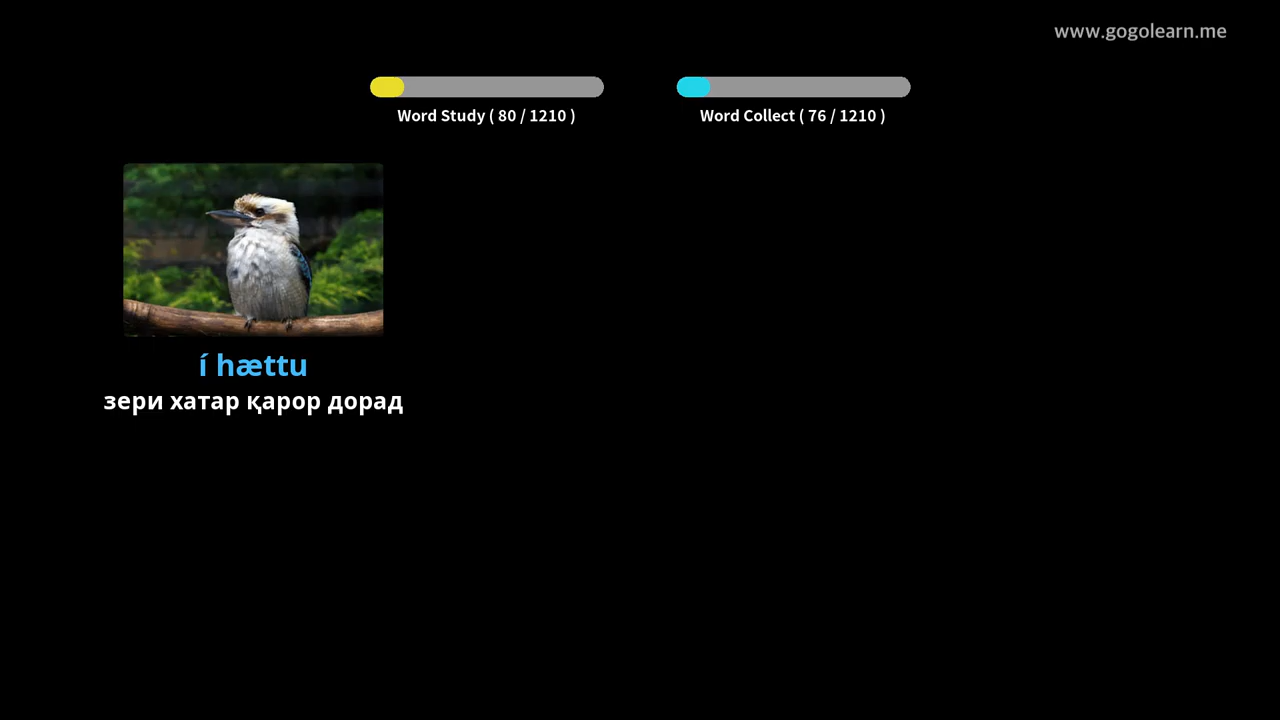 www.gogolearn.me
Word Study ( 80 / 1210 )
Word Collect ( 76 / 1210 )
í hættu
зери хатар қарор дорад